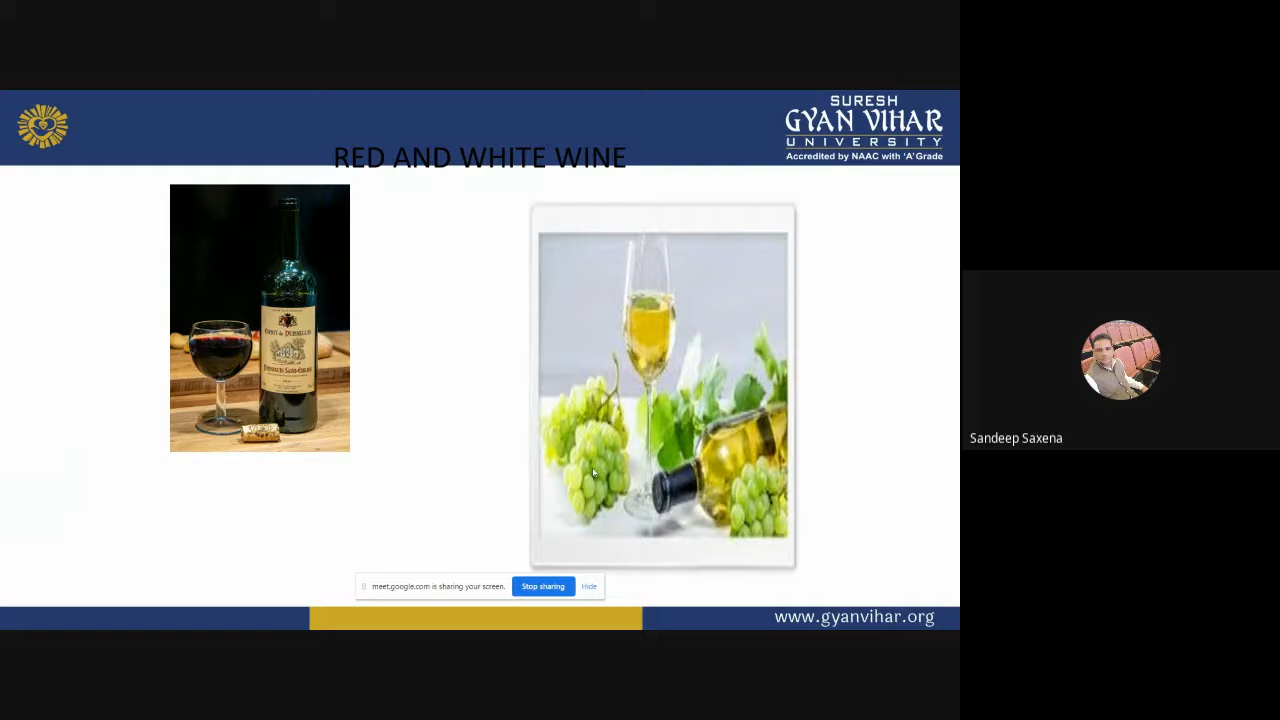 SURESH
GYAN VIHAR
UNIVERSITY
Accredited by NAAC with 'A' Grade
RED AND WHITE WINE
meet.google.com is sharing your screen.
Stop sharing
Hide
www.gyanvihar.org
Sandeep Saxena